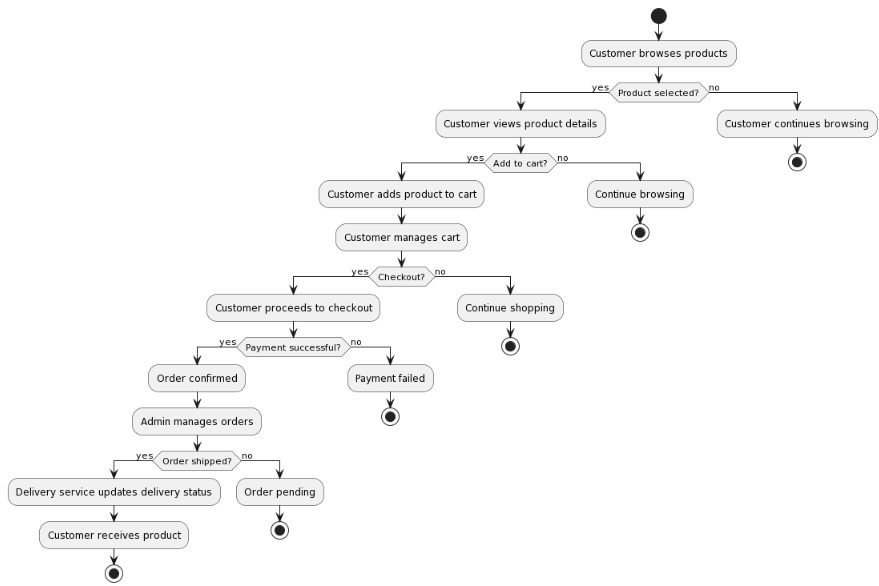 Customer browses products
yes
Product selected?
no
Customer views product details
Customer continues browsing
yes
Add to cart?
no
Customer adds product to cart
Continue browsing
Customer manages cart
yes
Checkout?
no
Customer proceeds to checkout
Continue shopping
yes
Payment successful?
no
Order confirmed
Payment failed
Admin manages orders
yes
Order shipped?
no
Delivery service updates delivery status
Order pending
Customer receives product